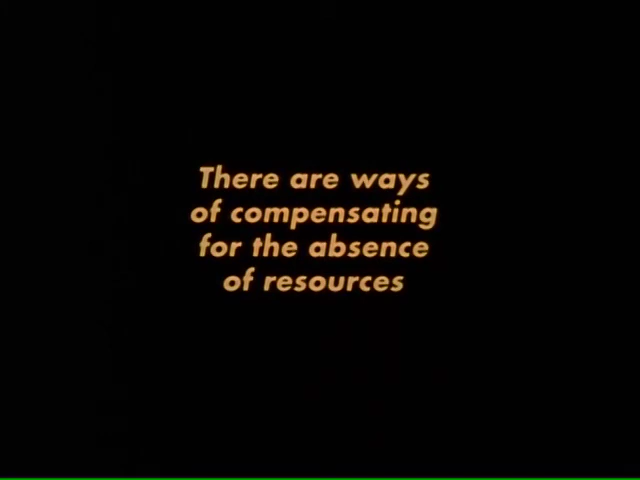 There are ways
of compensating
for the absence
of resources